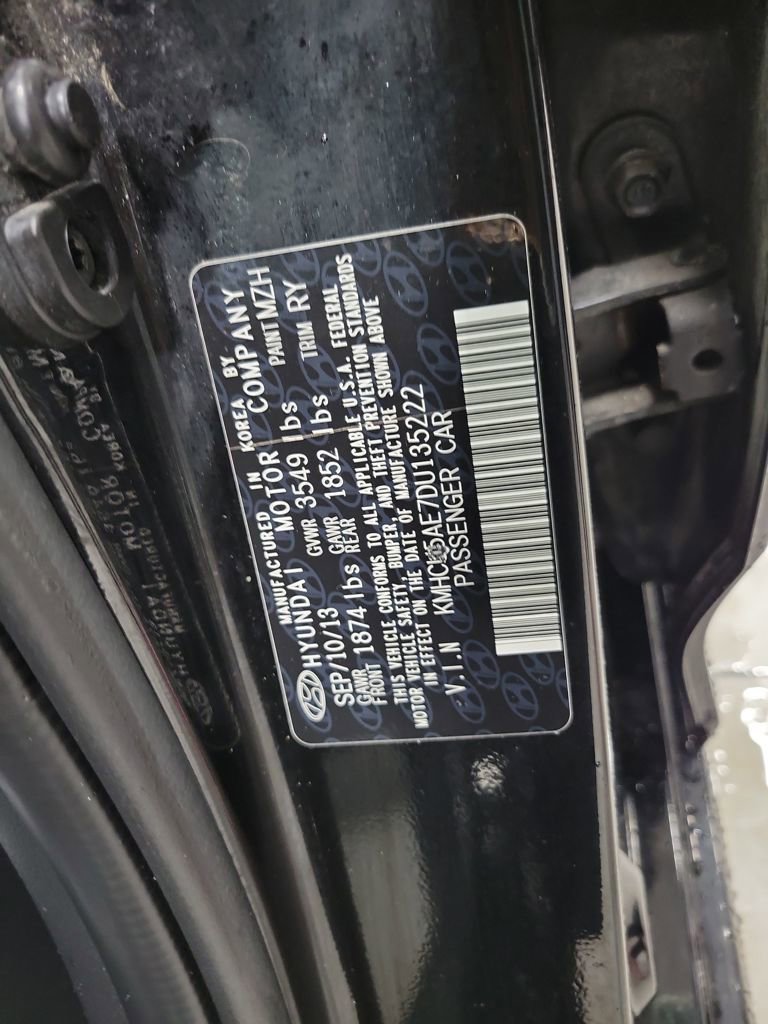 MANUFACTURED IN KOREA BY
HYUNDAI MOTOR COMPANY
SEP/10/13 GVWR 3549 lbs PAINT MZH
GAWR FRONT 1874 lbs GAWR REAR 1852 lbs TRIM RY
THIS VEHICLE CONFORMS TO ALL APPLICABLE U.S.A. FEDERAL
MOTOR VEHICLE SAFETY, BUMPER, AND THEFT PREVENTION STANDARDS
IN EFFECT ON THE DATE OF MANUFACTURE SHOWN ABOVE
V.I.N
PASSENGER CAR